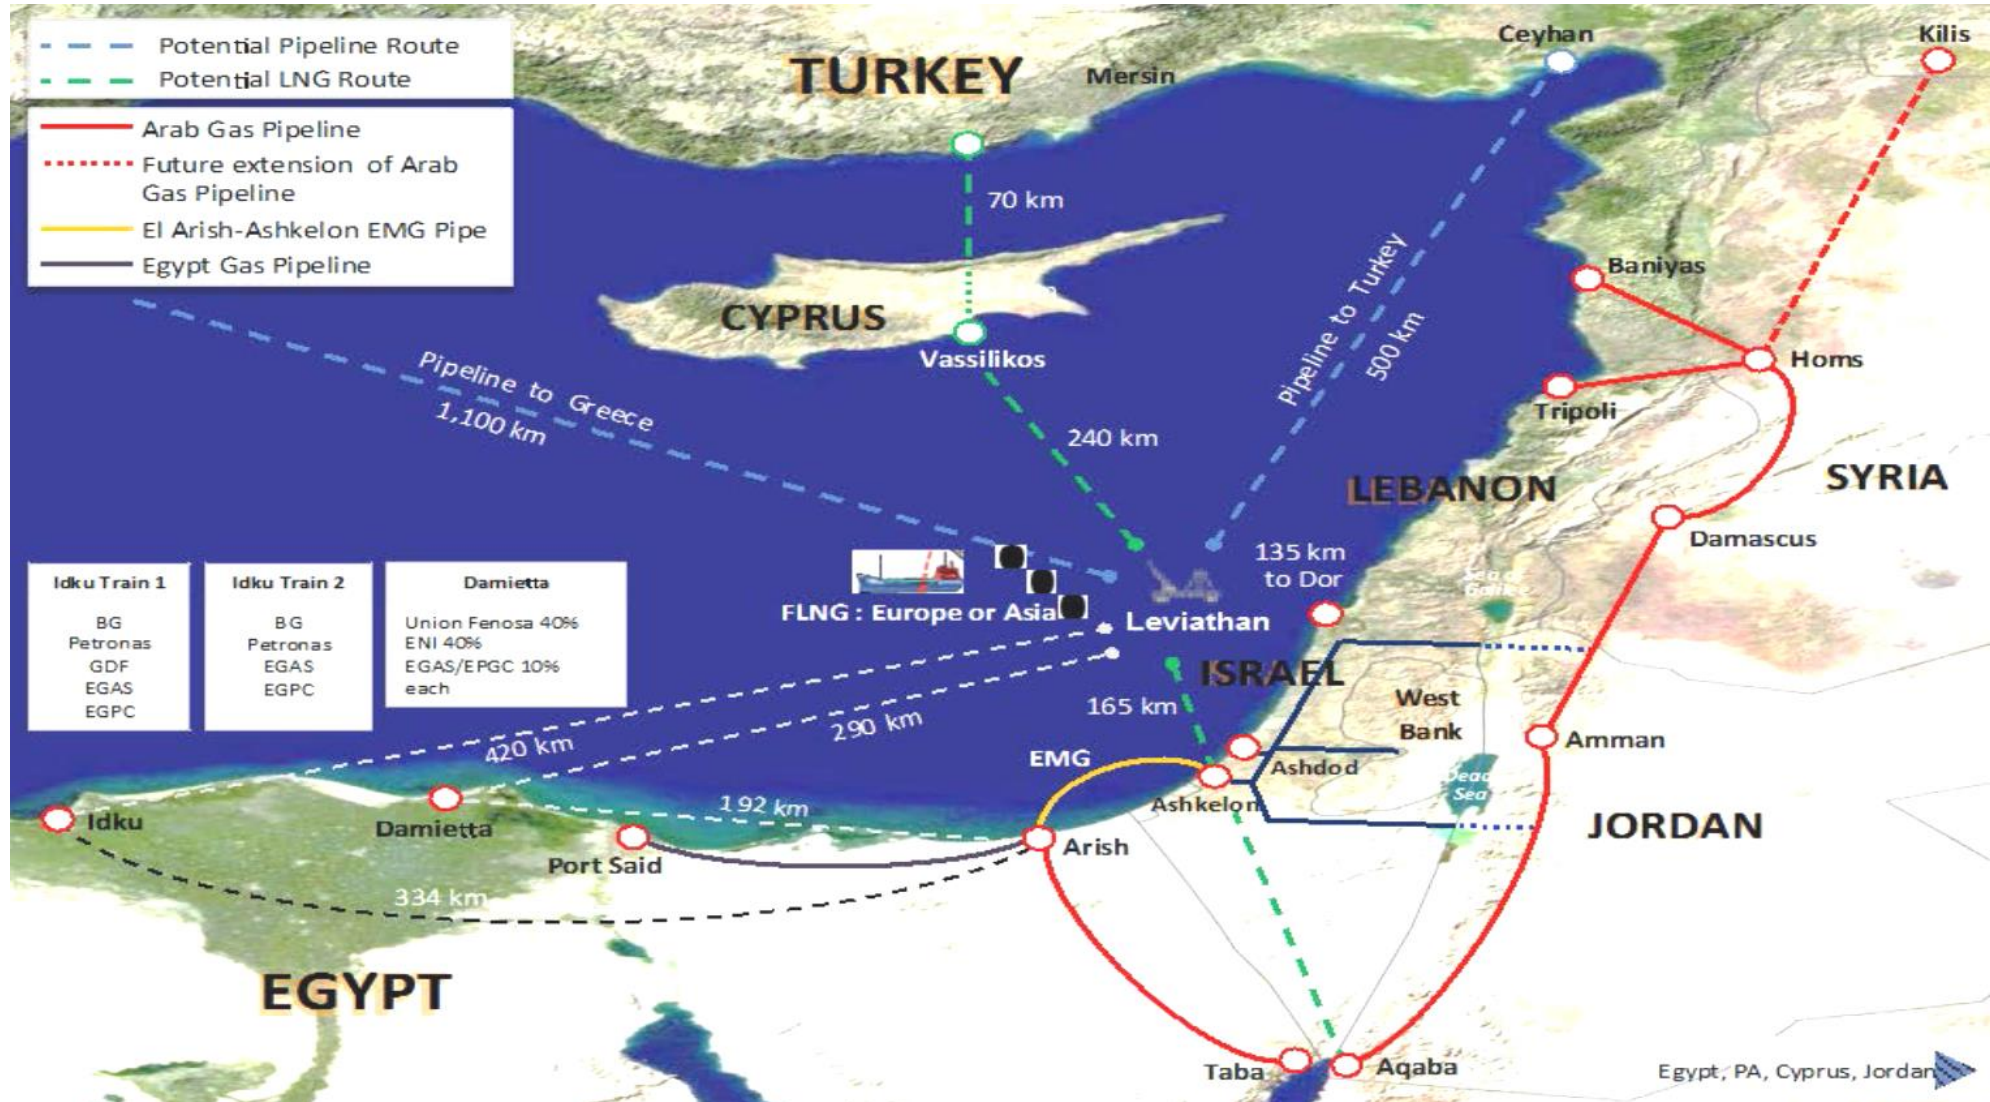 Potential Pipeline Route
Potential LNG Route
Arab Gas Pipeline
Future extension of Arab
Gas Pipeline
El Arish-Ashkelon EMG Pipe
Egypt Gas Pipeline
TURKEY
Mersin
Ceyhan
Kilis
70 km
CYPRUS
Vassilikos
Pipeline to Greece
1,100 km
240 km
Pipeline to Turkey
500 km
Baniyas
Homs
Tripoli
LEBANON
SYRIA
Damascus
135 km
to Dor
Sea of
Galilee
FLNG : Europe or Asia
Leviathan
Idku Train 1
BG
Petronas
GDF
EGAS
EGPC
Idku Train 2
BG
Petronas
EGAS
EGPC
Damietta
Union Fenosa 40%
ENI 40%
EGAS/EPGC 10%
each
ISRAEL
West
Bank
165 km
420 km
290 km
EMG
Ashdod
Ashkelon
Amman
Dead
Sea
JORDAN
192 km
Idku
Damietta
Port Said
Arish
334 km
EGYPT
Taba
Aqaba
Egypt, PA, Cyprus, Jordan